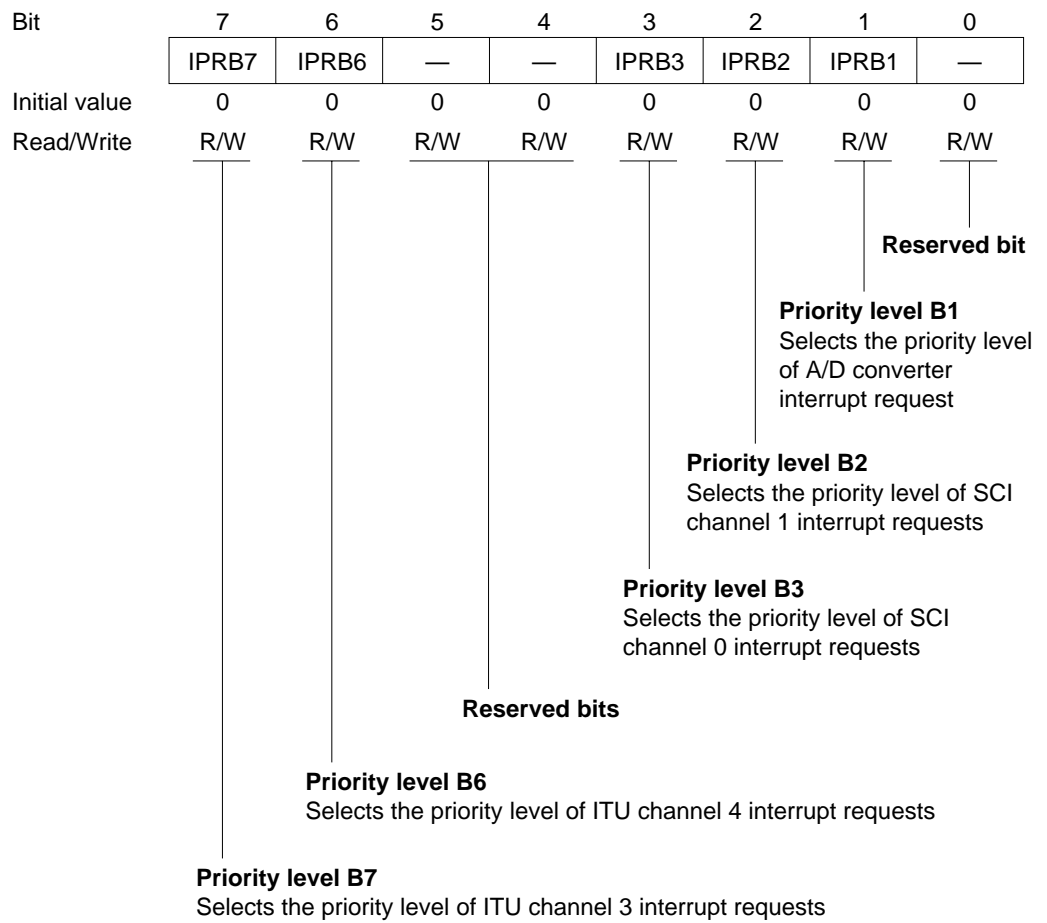 Bit 7 6 5 4 3 2 1 0
IPRB7 IPRB6 — — IPRB3 IPRB2 IPRB1 —
Initial value 0 0 0 0 0 0 0 0
Read/Write R/W R/W R/W R/W R/W R/W R/W R/W
Reserved bit
Priority level B1
Selects the priority level
of A/D converter
interrupt request
Priority level B2
Selects the priority level of SCI
channel 1 interrupt requests
Priority level B3
Selects the priority level of SCI
channel 0 interrupt requests
Reserved bits
Priority level B6
Selects the priority level of ITU channel 4 interrupt requests
Priority level B7
Selects the priority level of ITU channel 3 interrupt requests